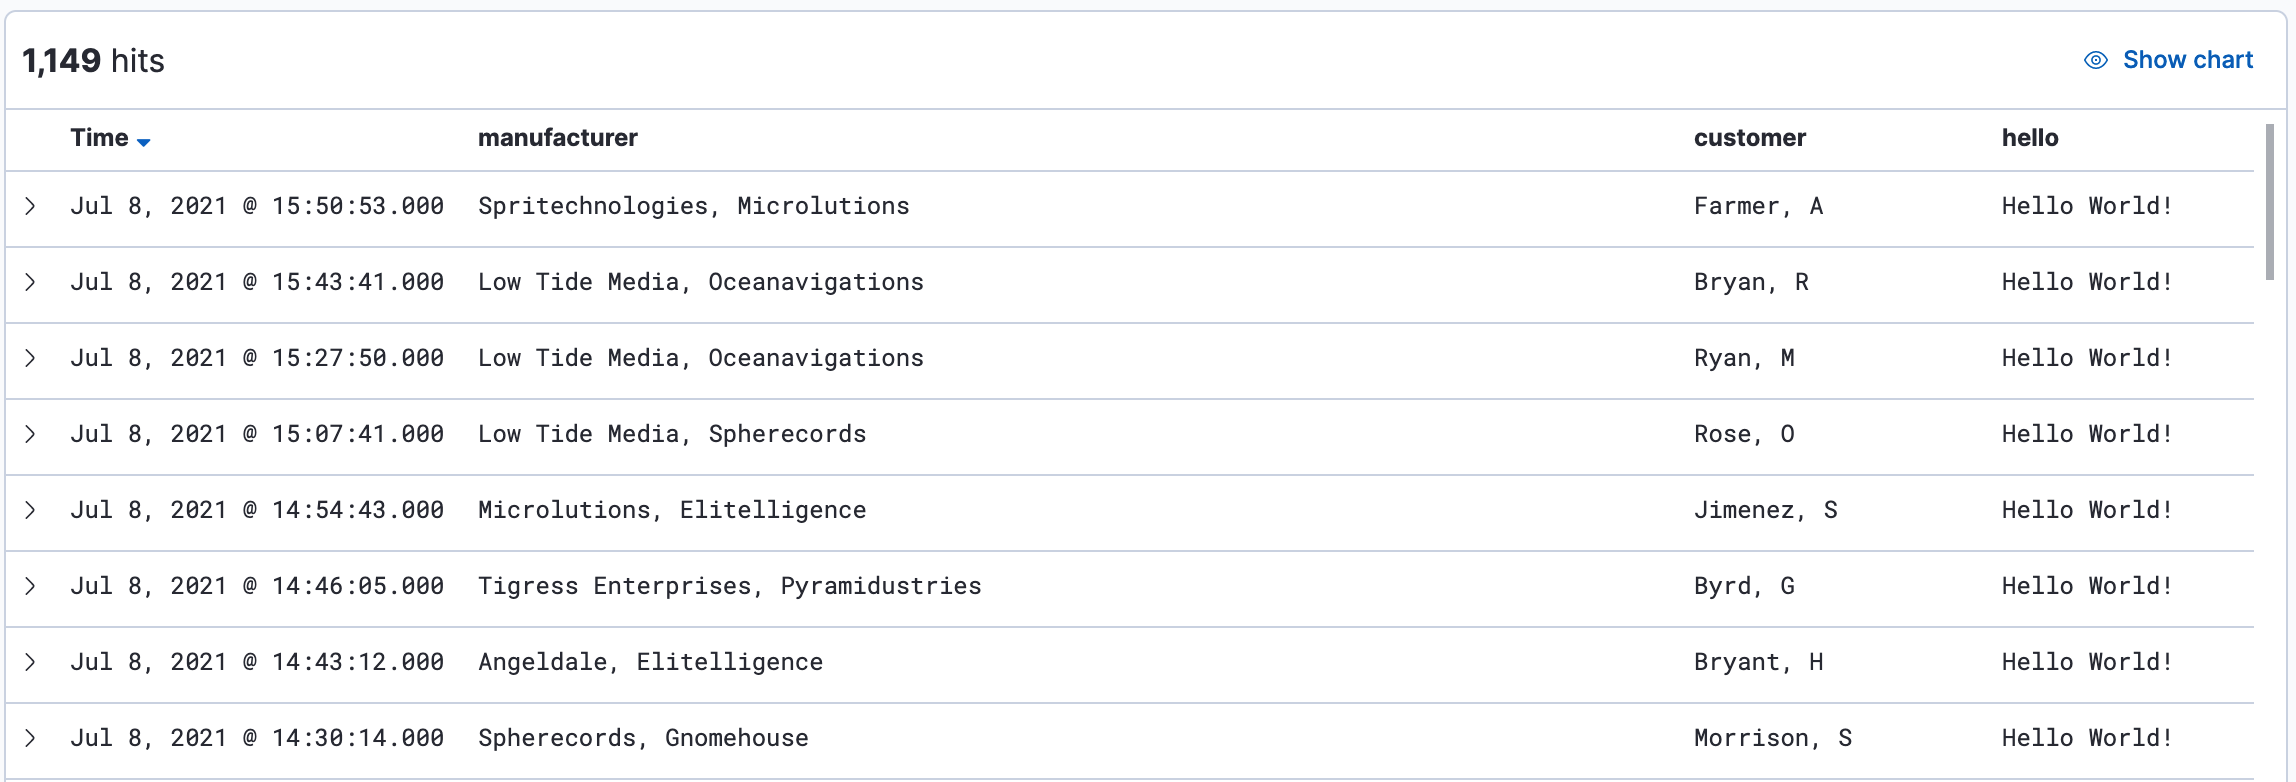 1,149 hits Show chart
Time manufacturer customer hello
Jul 8, 2021 @ 15:50:53.000 Spritechnologies, Microlutions Farmer, A Hello World!
Jul 8, 2021 @ 15:43:41.000 Low Tide Media, Oceanavigations Bryan, R Hello World!
Jul 8, 2021 @ 15:27:50.000 Low Tide Media, Oceanavigations Ryan, M Hello World!
Jul 8, 2021 @ 15:07:41.000 Low Tide Media, Spherecords Rose, O Hello World!
Jul 8, 2021 @ 14:54:43.000 Microlutions, Elitelligence Jimenez, S Hello World!
Jul 8, 2021 @ 14:46:05.000 Tigress Enterprises, Pyramidustries Byrd, G Hello World!
Jul 8, 2021 @ 14:43:12.000 Angeldale, Elitelligence Bryant, H Hello World!
Jul 8, 2021 @ 14:30:14.000 Spherecords, Gnomehouse Morrison, S Hello World!